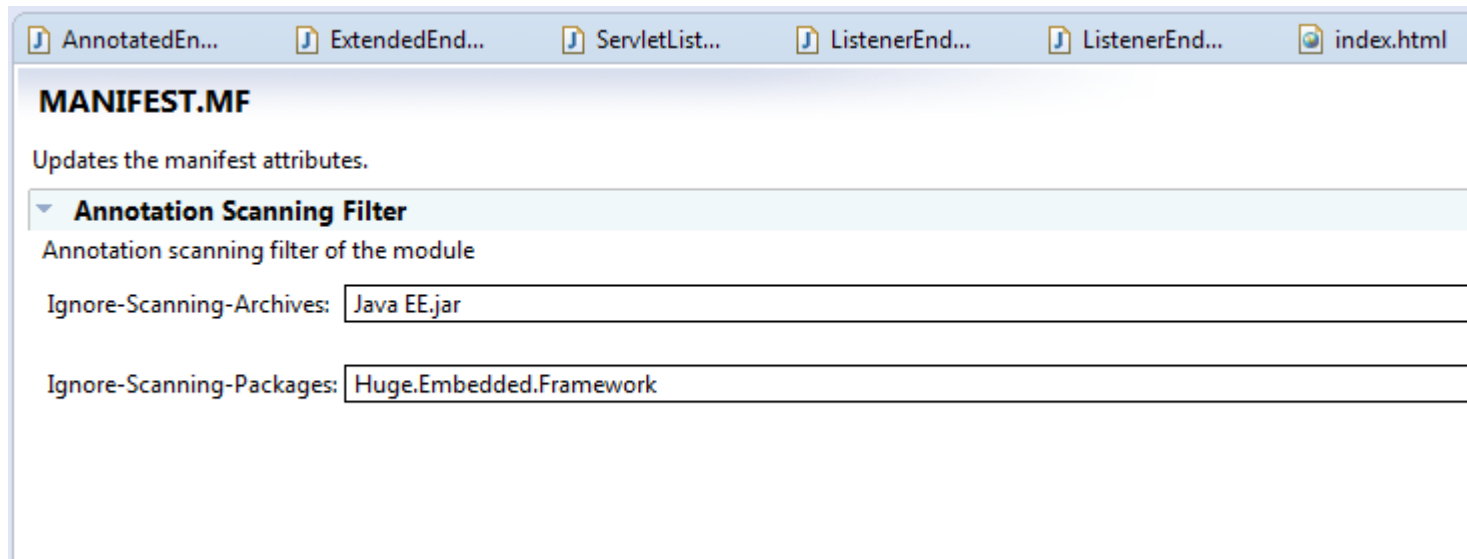 AnnotatedEn... ExtendedEnd... ServletList... ListenerEnd... ListenerEnd... index.html
MANIFEST.MF
Updates the manifest attributes.
Annotation Scanning Filter
Annotation scanning filter of the module
Ignore-Scanning-Archives: Java EE.jar
Ignore-Scanning-Packages: Huge.Embedded.Framework